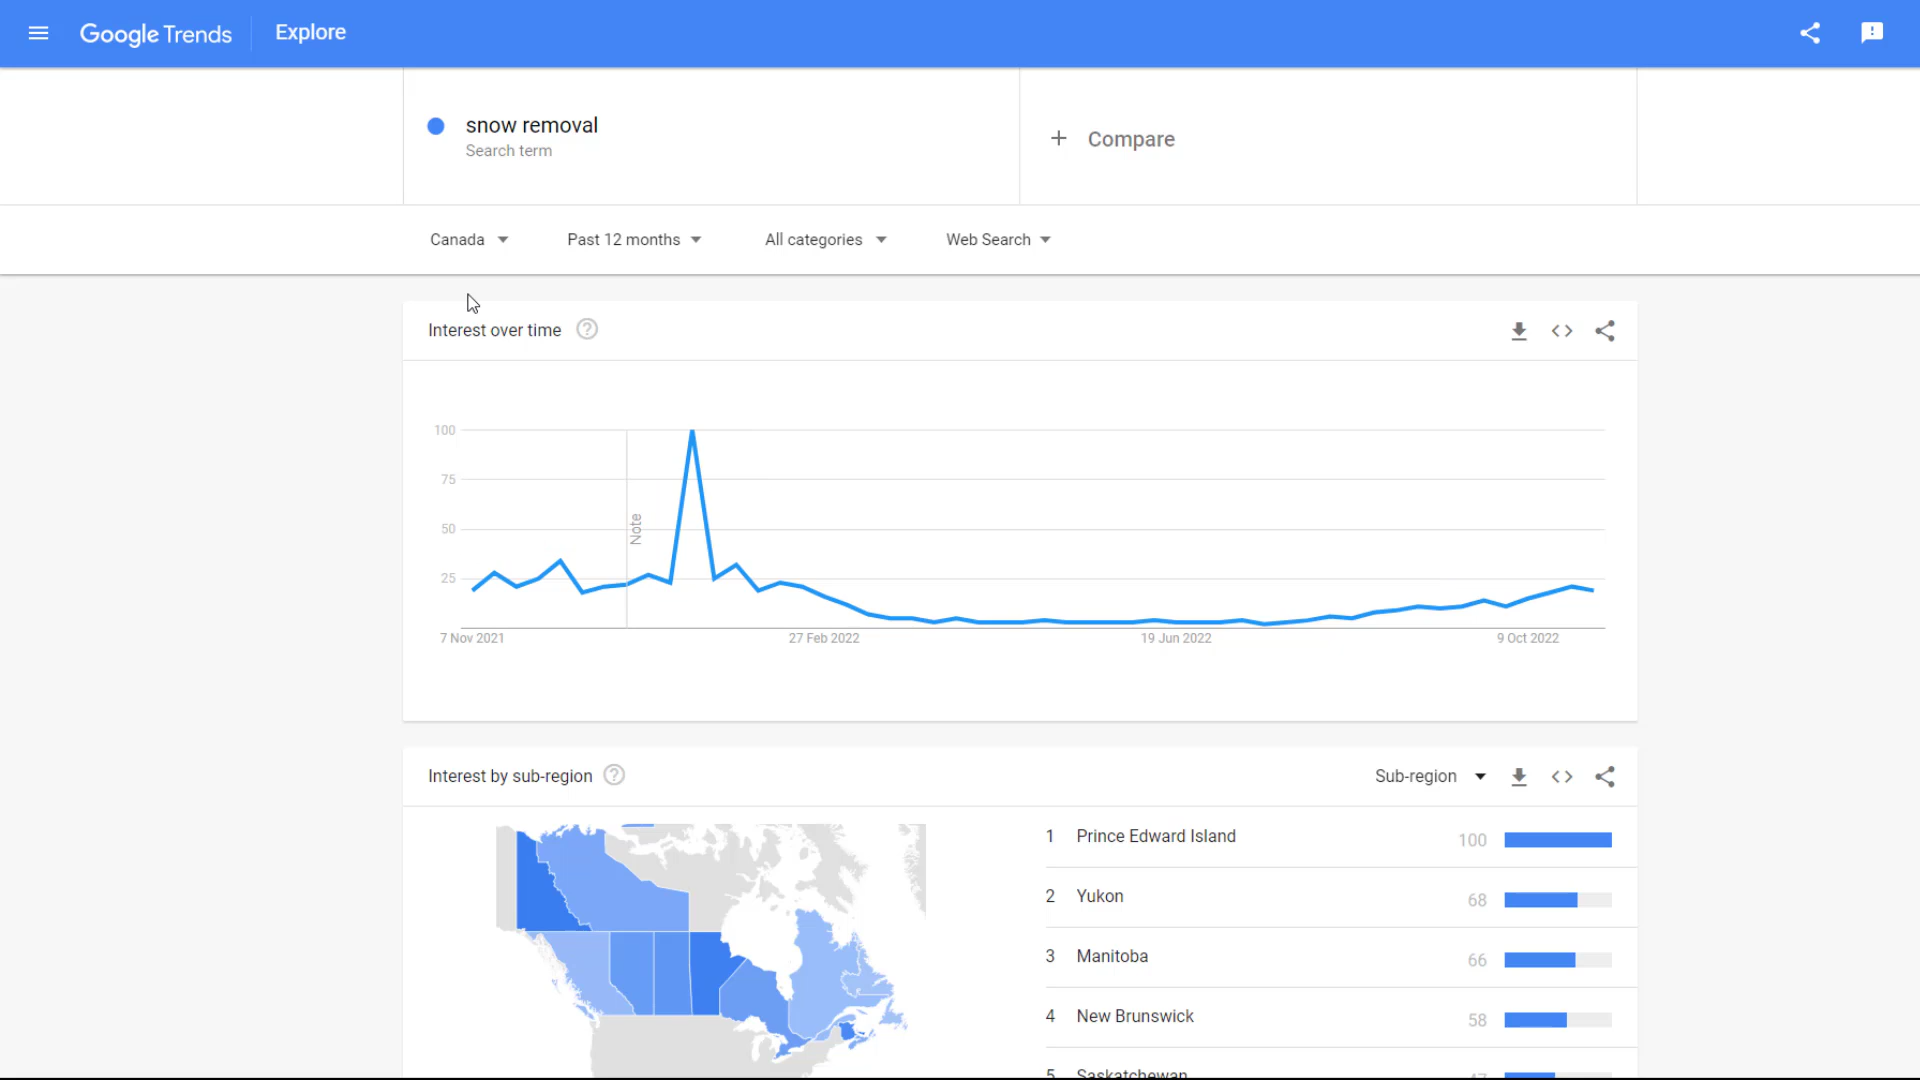 Google Trends Explore
snow removal
Search term
+ Compare
Canada Past 12 months All categories Web Search
Interest over time
100
75
50
25
Note
7 Nov 2021 27 Feb 2022 19 Jun 2022 9 Oct 2022
Interest by sub-region Sub-region
1 Prince Edward Island 100
2 Yukon 68
3 Manitoba 66
4 New Brunswick 58
5 Saskatchewan